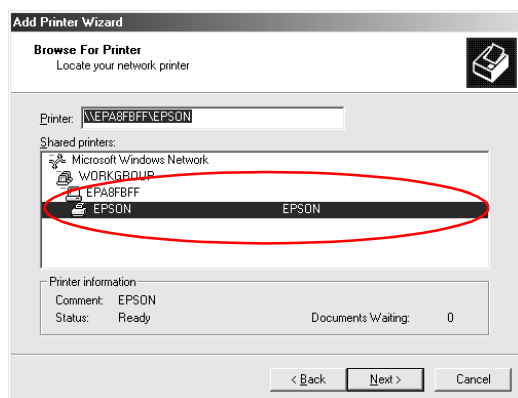 Add Printer Wizard
Browse For Printer
Locate your network printer
Printer: \\EPA8FBFF\EPSON
Shared printers:
Microsoft Windows Network
WORKGROUP
EPA8FBFF
EPSON EPSON
Printer information
Comment: EPSON
Status: Ready Documents Waiting: 0
< Back Next > Cancel